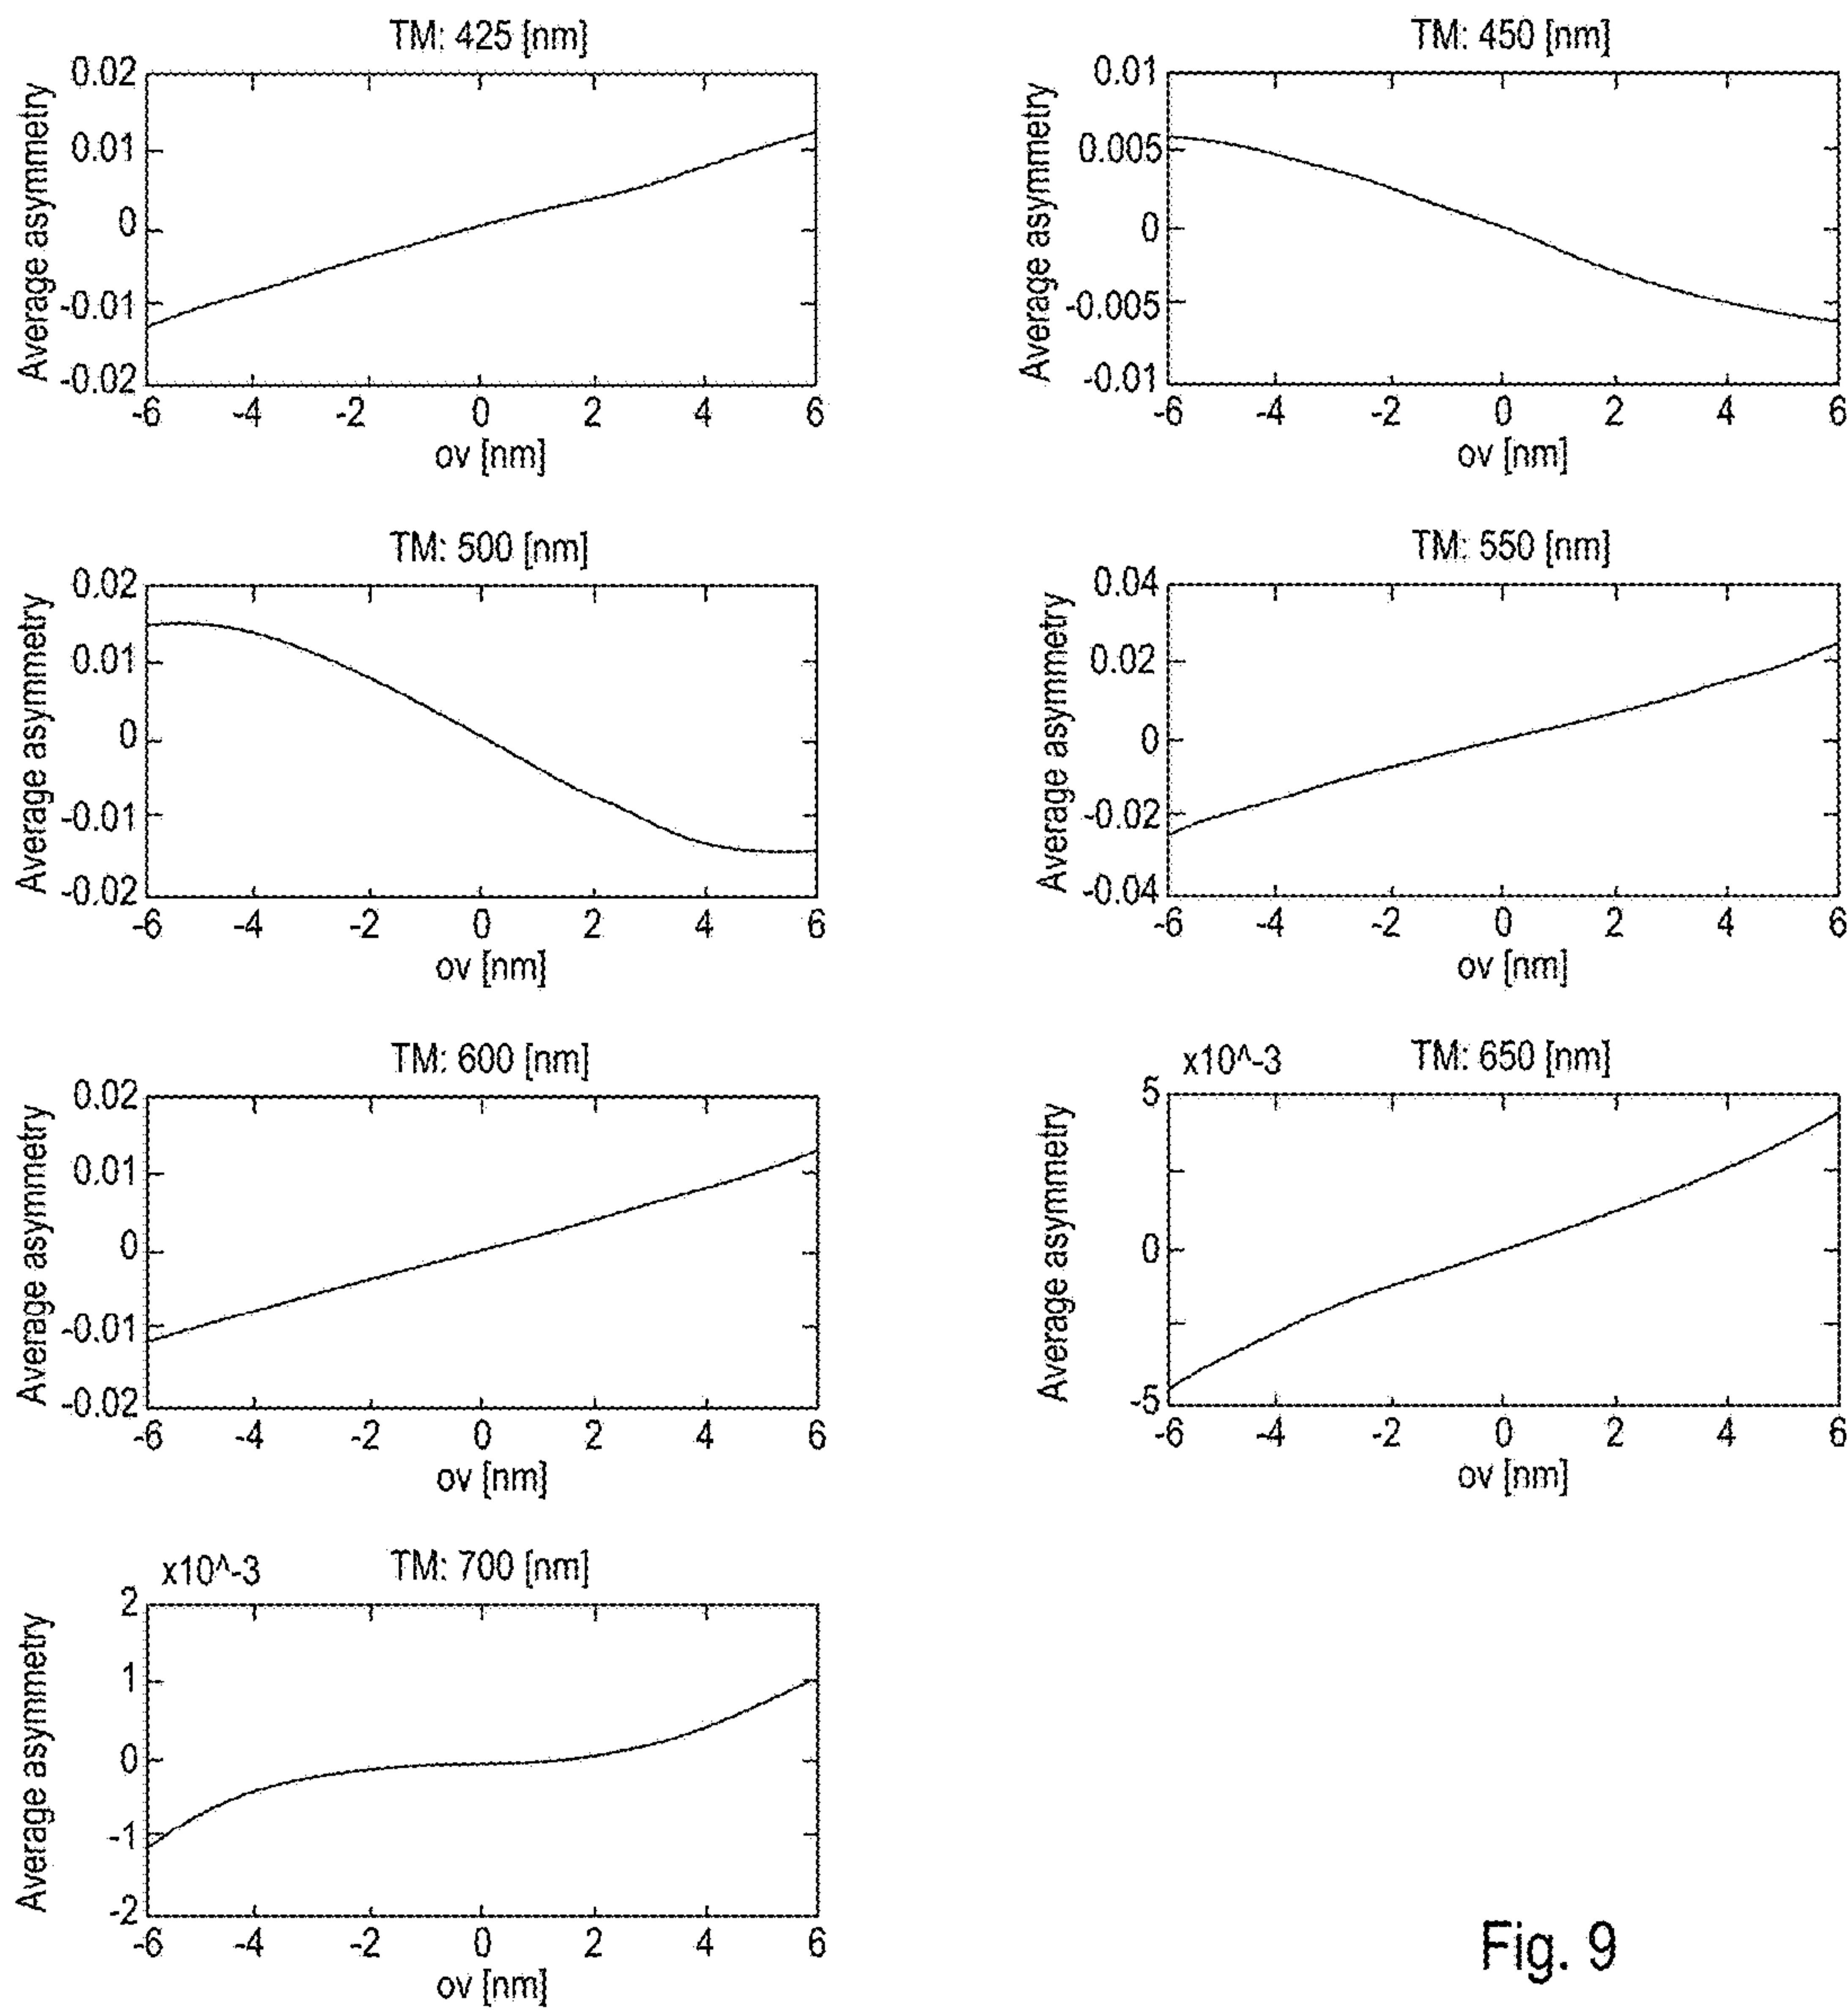 TM: 425 [nm]
Average asymmetry
0.02
0.01
0
-0.01
-0.02
-6 -4 -2 0 2 4 6
ov [nm]
TM: 450 [nm]
Average asymmetry
0.01
0.005
0
-0.005
-0.01
-6 -4 -2 0 2 4 6
ov [nm]
TM: 500 [nm]
Average asymmetry
0.02
0.01
0
-0.01
-0.02
-6 -4 -2 0 2 4 6
ov [nm]
TM: 550 [nm]
Average asymmetry
0.04
0.02
0
-0.02
-0.04
-6 -4 -2 0 2 4 6
ov [nm]
TM: 600 [nm]
Average asymmetry
0.02
0.01
0
-0.01
-0.02
-6 -4 -2 0 2 4 6
ov [nm]
x10^-3 TM: 650 [nm]
Average asymmetry
5
0
-5
-6 -4 -2 0 2 4 6
ov [nm]
x10^-3 TM: 700 [nm]
Average asymmetry
2
1
0
-1
-2
-6 -4 -2 0 2 4 6
ov [nm]
Fig. 9